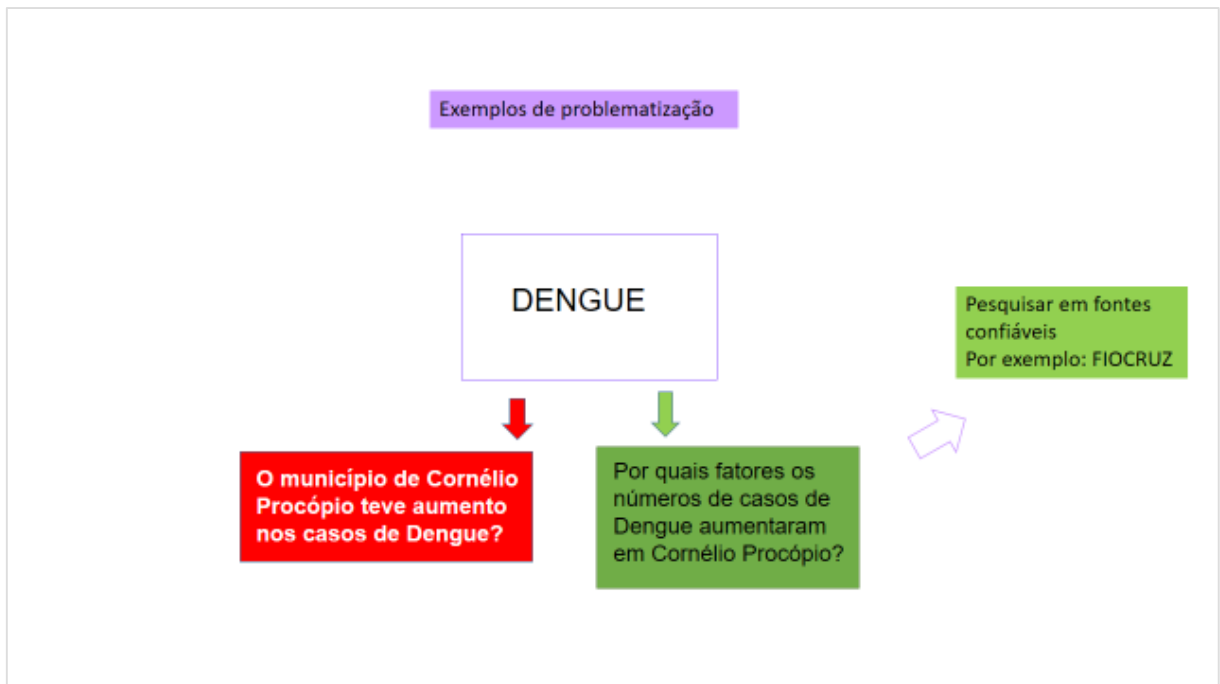 Exemplos de problematização
DENGUE
Pesquisar em fontes
confiáveis
Por exemplo: FIOCRUZ
O município de Cornélio
Procópio teve aumento
nos casos de Dengue?
Por quais fatores os
números de casos de
Dengue aumentaram
em Cornélio Procópio?